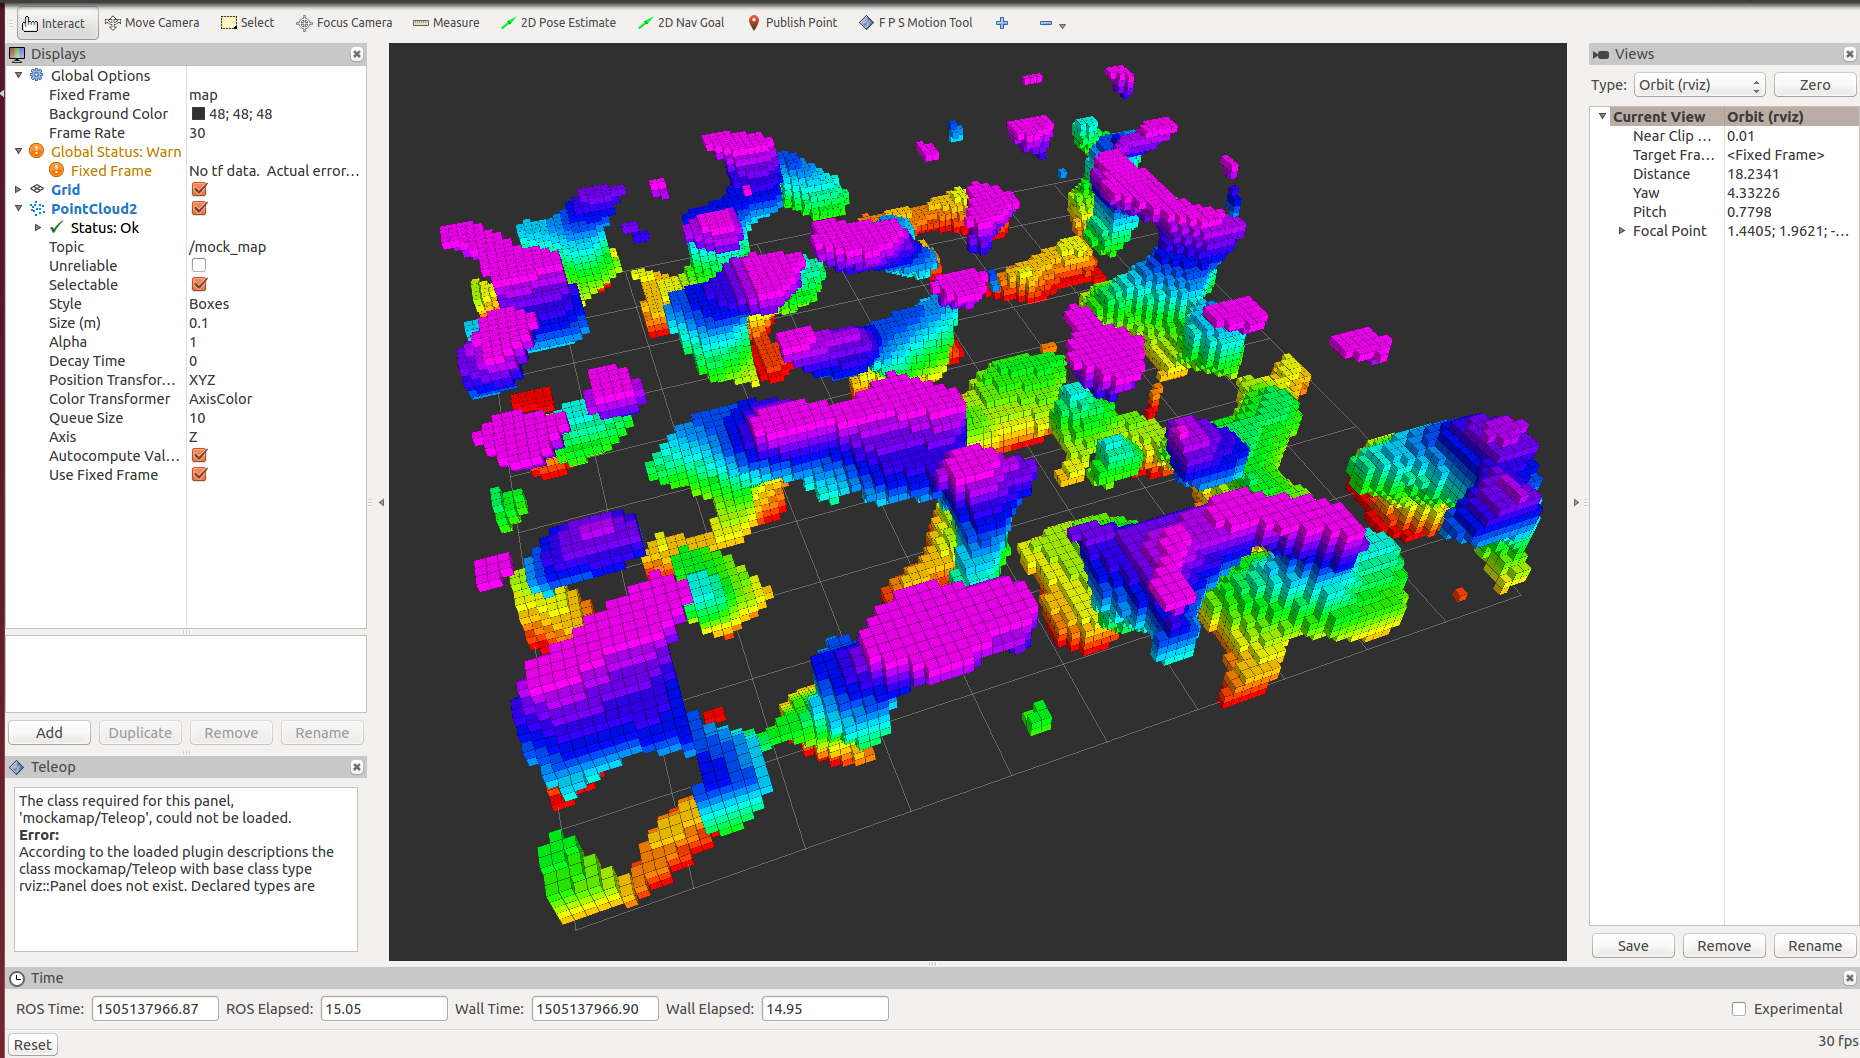 Interact Move Camera Select Focus Camera Measure 2D Pose Estimate 2D Nav Goal Publish Point F P S Motion Tool
Displays
Global Options
Fixed Frame map
Background Color 48; 48; 48
Frame Rate 30
Global Status: Warn
Fixed Frame No tf data.  Actual error...
Grid
PointCloud2
Status: Ok
Topic /mock_map
Unreliable
Selectable
Style Boxes
Size (m) 0.1
Alpha 1
Decay Time 0
Position Transfor... XYZ
Color Transformer AxisColor
Queue Size 10
Axis Z
Autocompute Val...
Use Fixed Frame
Add Duplicate Remove Rename
Teleop
The class required for this panel,
'mockamap/Teleop', could not be loaded.
Error:
According to the loaded plugin descriptions the
class mockamap/Teleop with base class type
rviz::Panel does not exist. Declared types are
Views
Type: Orbit (rviz) Zero
Current View Orbit (rviz)
Near Clip ... 0.01
Target Fra... <Fixed Frame>
Distance 18.2341
Yaw 4.33226
Pitch 0.7798
Focal Point 1.4405; 1.9621; -...
Save Remove Rename
Time
ROS Time: 1505137966.87 ROS Elapsed: 15.05 Wall Time: 1505137966.90 Wall Elapsed: 14.95 Experimental
Reset 30 fps